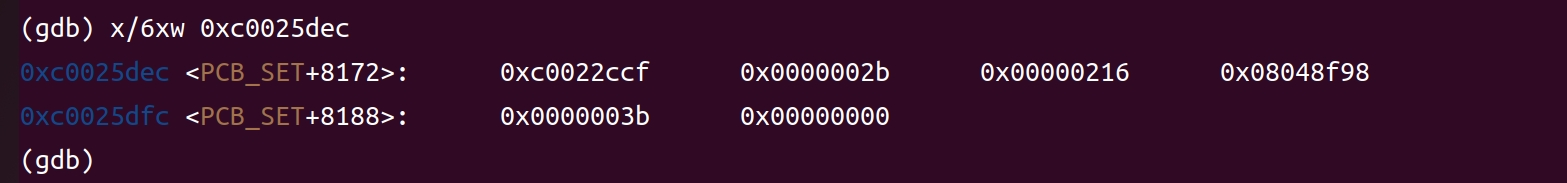 (gdb) x/6xw 0xc0025dec
0xc0025dec <PCB_SET+8172>: 0xc0022ccf 0x0000002b 0x00000216 0x08048f98
0xc0025dfc <PCB_SET+8188>: 0x0000003b 0x00000000
(gdb)